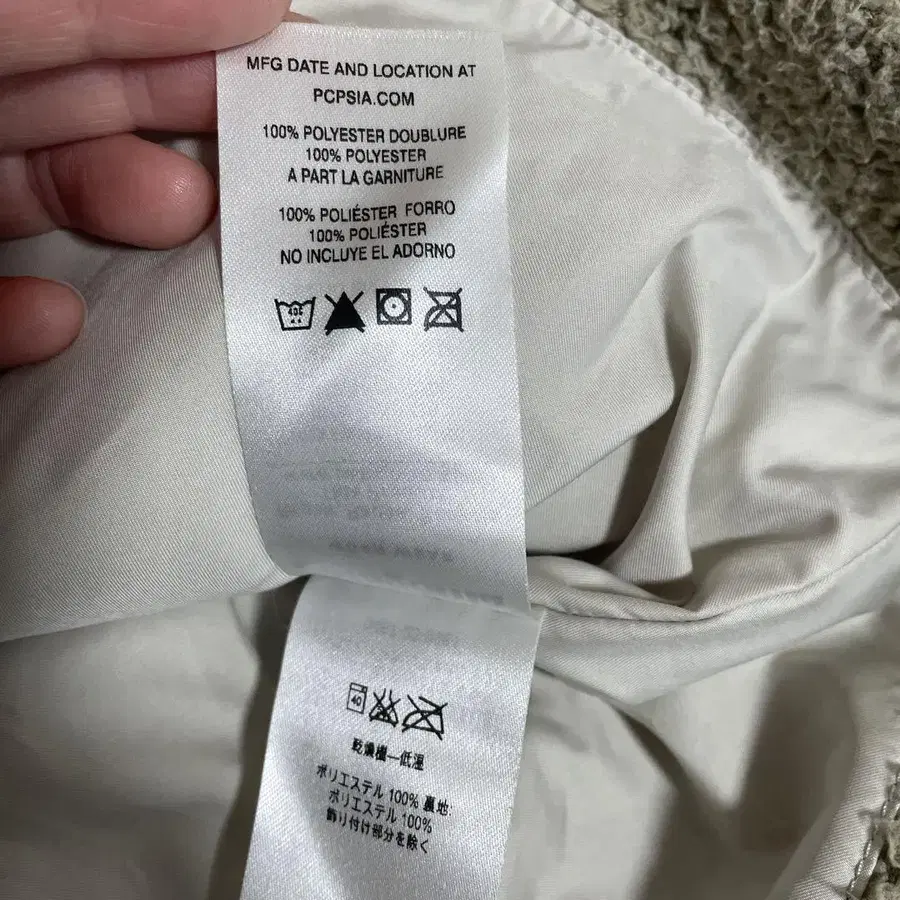 MFG DATE AND LOCATION AT
PCPSIA.COM
100% POLYESTER DOUBLURE
100% POLYESTER
A PART LA GARNITURE
100% POLIÉSTER FORRO
100% POLIÉSTER
NO INCLUYE EL ADORNO
40
乾燥機—低温
ポリエステル 100% 裏地:
ポリエステル 100%
飾り付け部分を除く